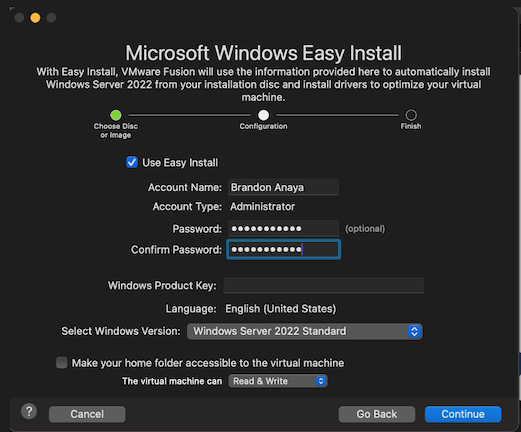 Microsoft Windows Easy Install
With Easy Install, VMware Fusion will use the information provided here to automatically install
Windows Server 2022 from your installation disc and install drivers to optimize your virtual
machine.
Choose Disc
or Image
Configuration
Finish
Use Easy Install
Account Name: Brandon Anaya
Account Type: Administrator
Password: ●●●●●●●●●●● (optional)
Confirm Password: ●●●●●●●●●●●
Windows Product Key:
Language: English (United States)
Select Windows Version: Windows Server 2022 Standard
Make your home folder accessible to the virtual machine
The virtual machine can Read & Write
? Cancel Go Back Continue